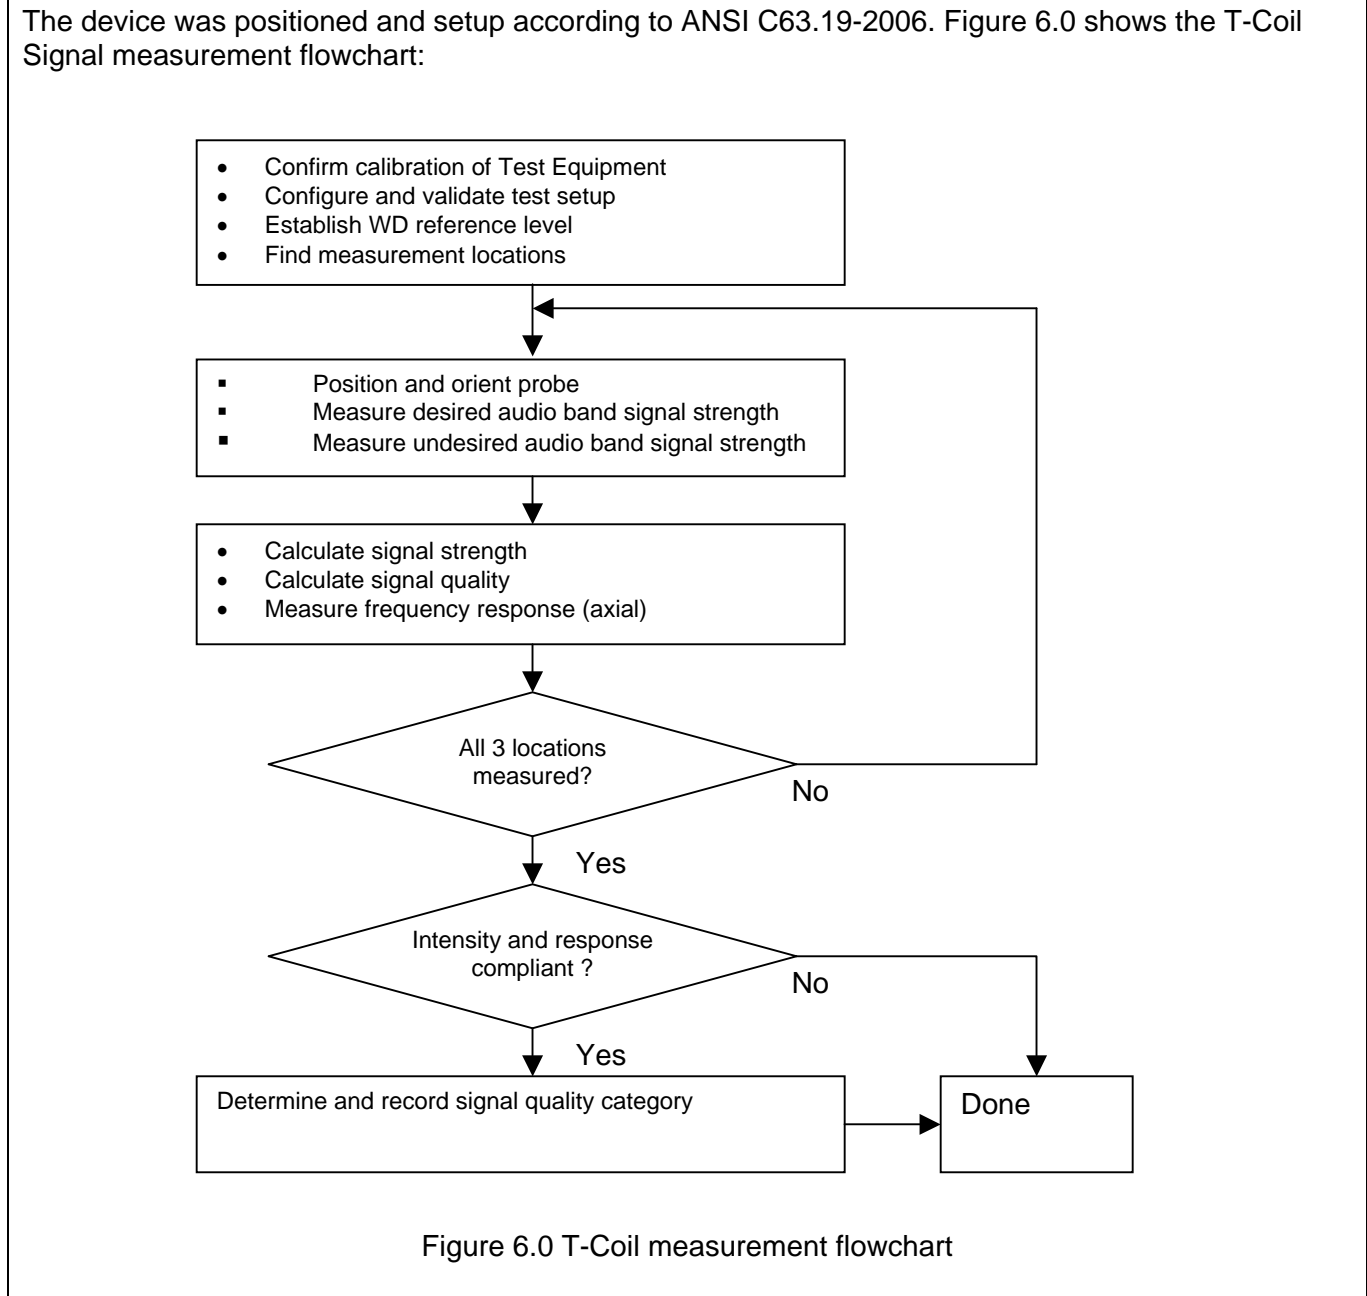 The device was positioned and setup according to ANSI C63.19-2006. Figure 6.0 shows the T-Coil
Signal measurement flowchart:
• Confirm calibration of Test Equipment
• Configure and validate test setup
• Establish WD reference level
• Find measurement locations
▪ Position and orient probe
▪ Measure desired audio band signal strength
▪ Measure undesired audio band signal strength
• Calculate signal strength
• Calculate signal quality
• Measure frequency response (axial)
All 3 locations
measured?
No
Yes
Intensity and response
compliant ?
No
Yes
Determine and record signal quality category
Done
Figure 6.0 T-Coil measurement flowchart